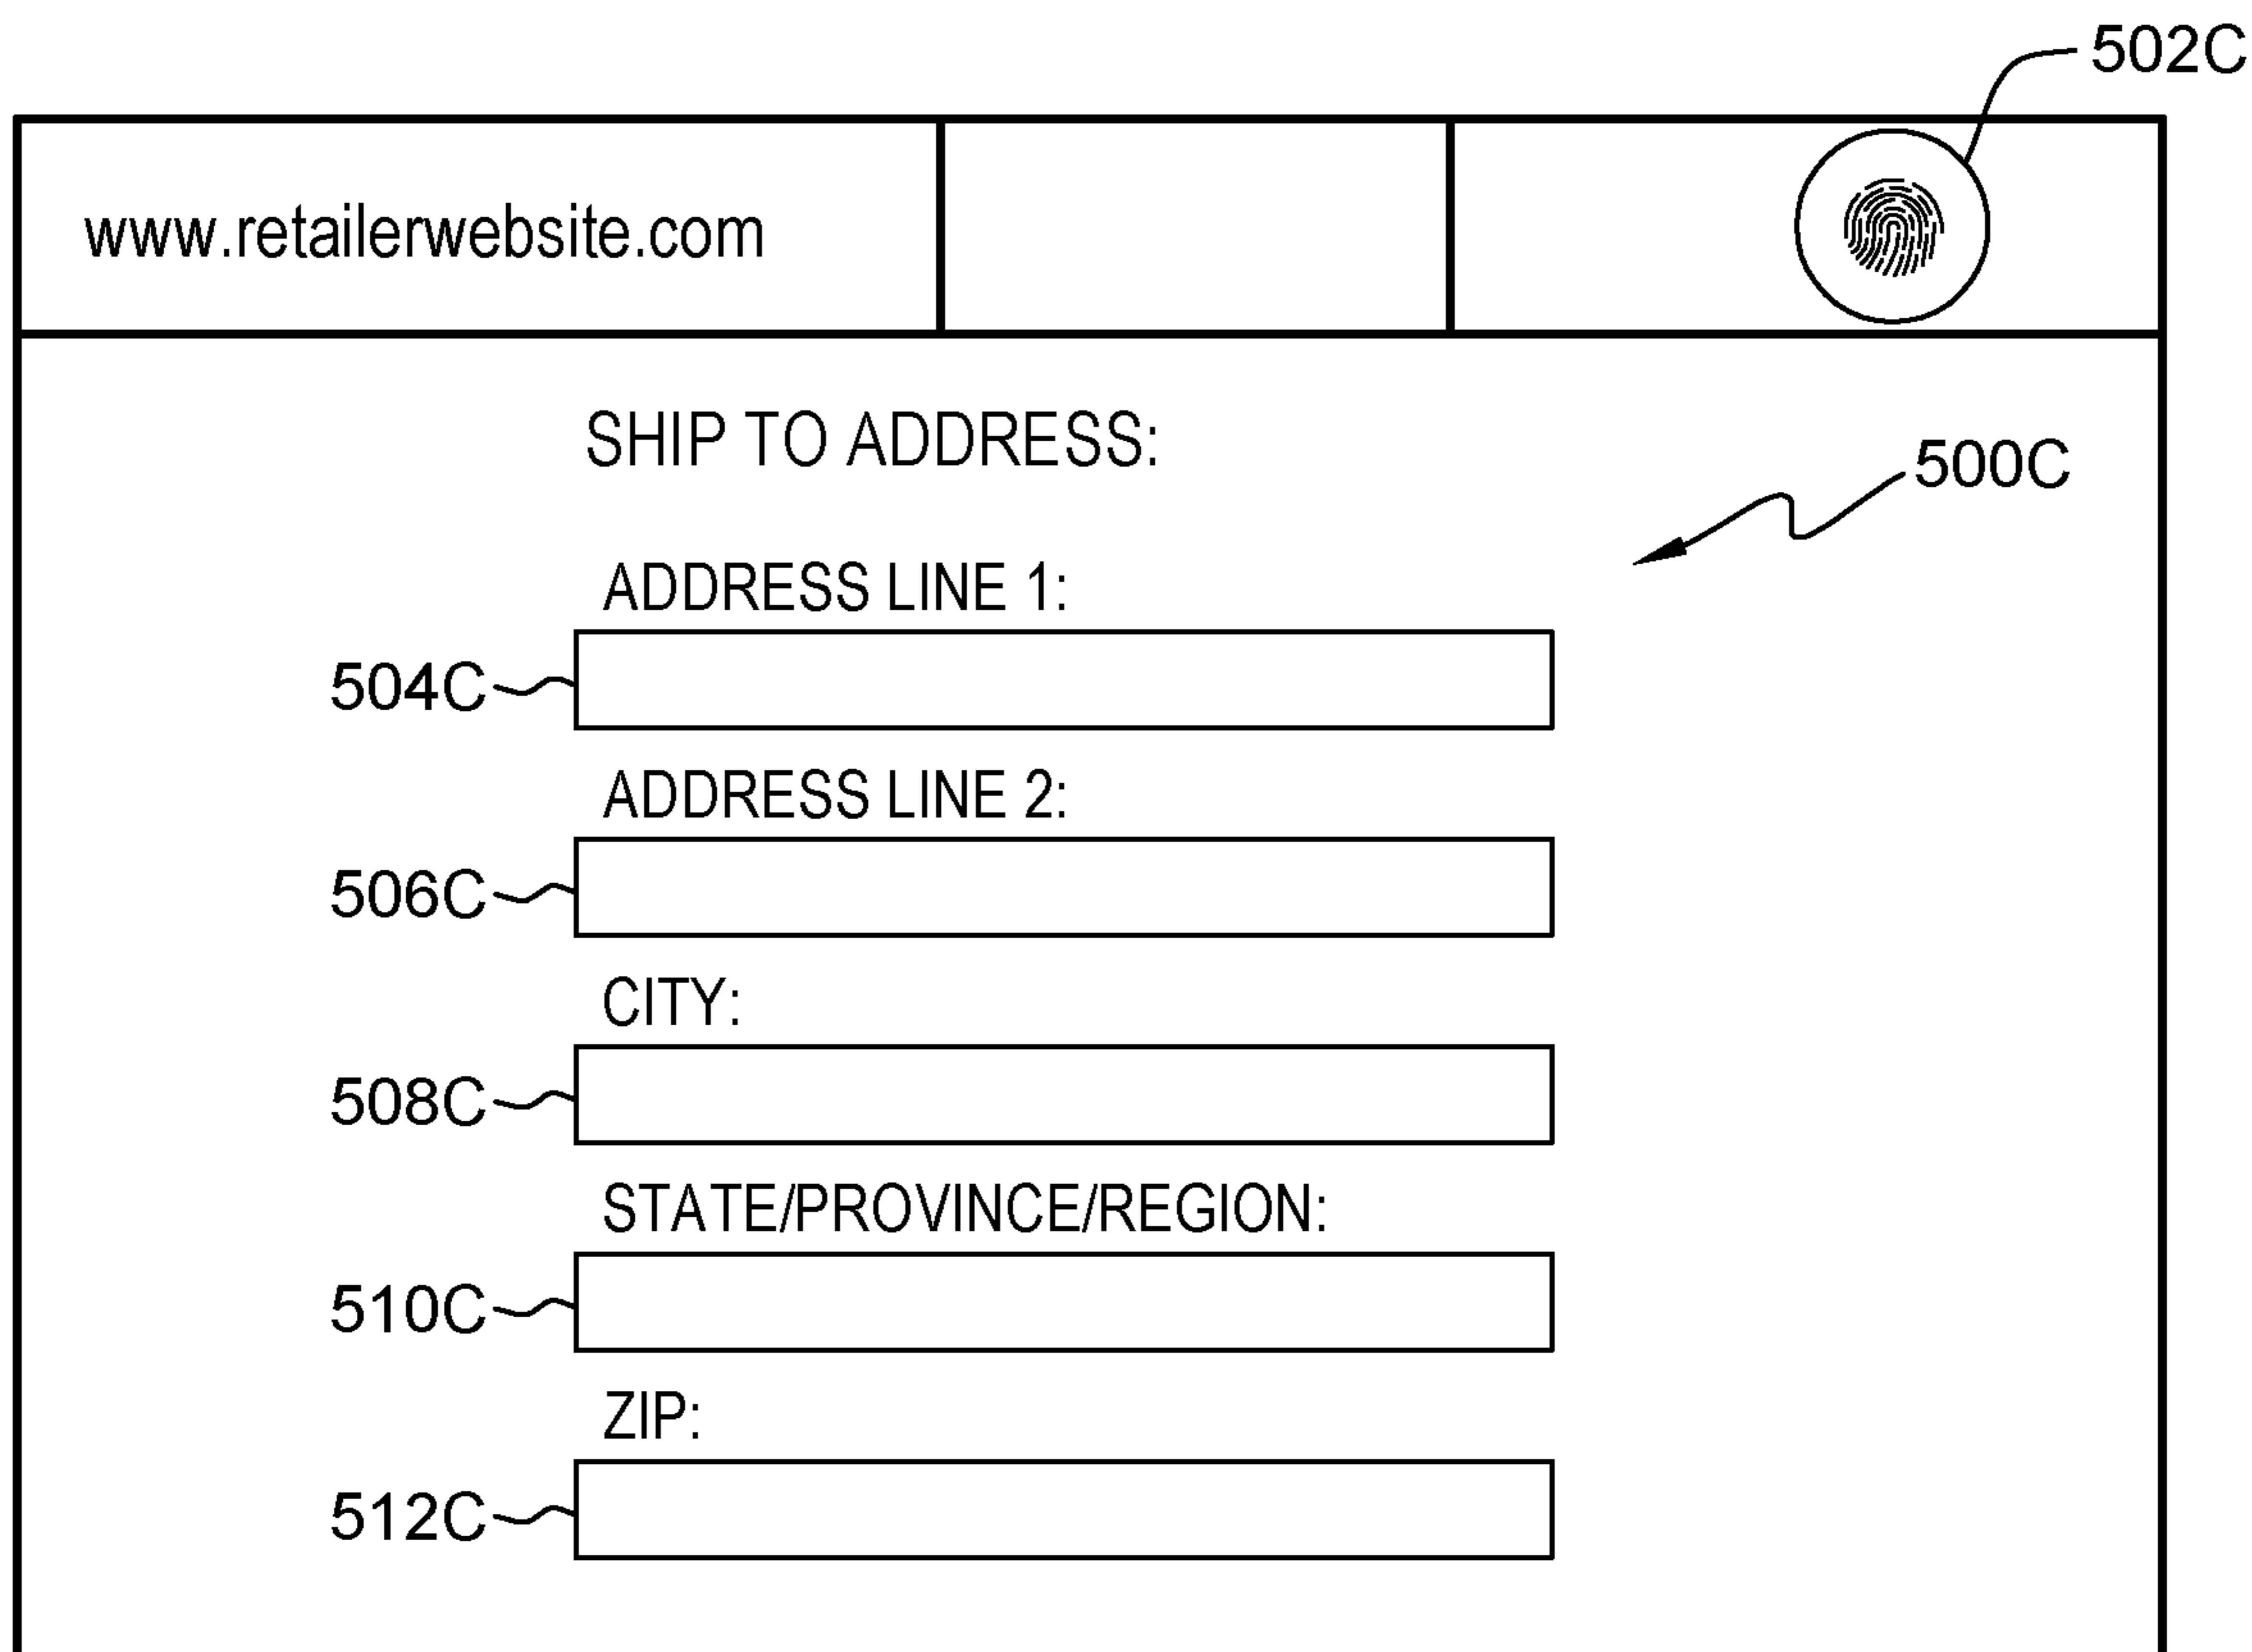 502C
www.retailerwebsite.com
SHIP TO ADDRESS:
500C
ADDRESS LINE 1:
504C
ADDRESS LINE 2:
506C
CITY:
508C
STATE/PROVINCE/REGION:
510C
ZIP:
512C